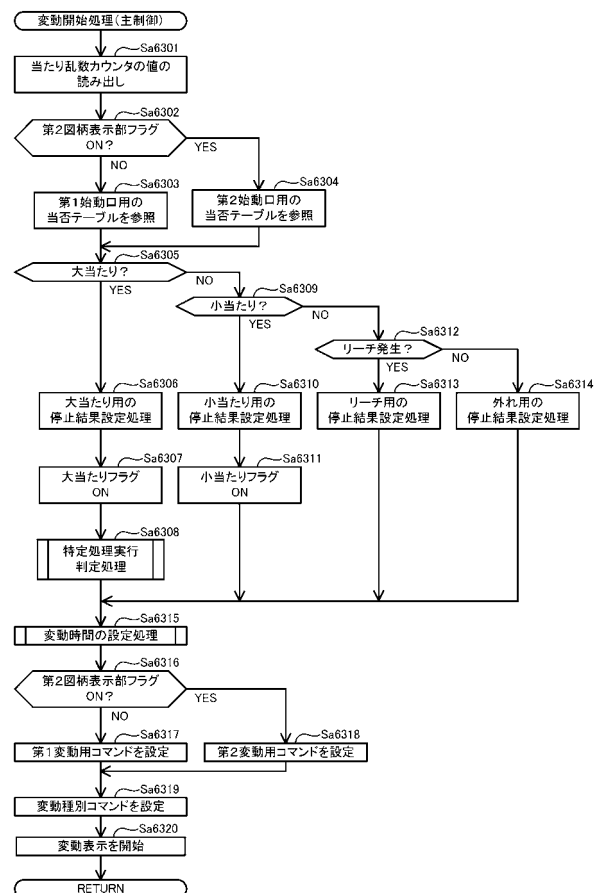 変動開始処理(主制御)
Sa6301
当たり乱数カウンタの値の
読み出し
Sa6302
第2図柄表示部フラグ
ON?
YES
NO
Sa6303
第1始動口用の
当否テーブルを参照
Sa6304
第2始動口用の
当否テーブルを参照
Sa6305
大当たり?
NO
YES
Sa6309
小当たり?
NO
YES
Sa6312
リーチ発生?
NO
YES
Sa6306
大当たり用の
停止結果設定処理
Sa6310
小当たり用の
停止結果設定処理
Sa6313
リーチ用の
停止結果設定処理
Sa6314
外れ用の
停止結果設定処理
Sa6307
大当たりフラグ
ON
Sa6311
小当たりフラグ
ON
Sa6308
特定処理実行
判定処理
Sa6315
変動時間の設定処理
Sa6316
第2図柄表示部フラグ
ON?
YES
NO
Sa6317
第1変動用コマンドを設定
Sa6318
第2変動用コマンドを設定
Sa6319
変動種別コマンドを設定
Sa6320
変動表示を開始
RETURN